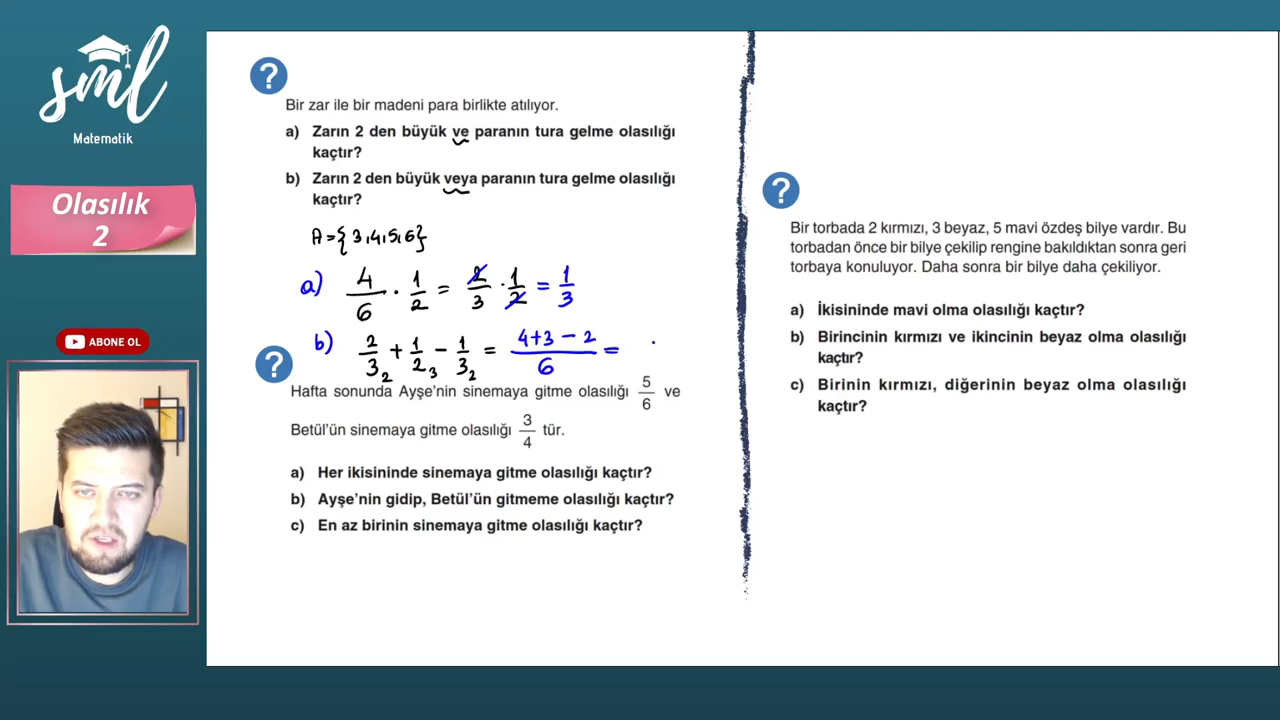 sml
Matematik
Olasılık
2
ABONE OL
?
Bir zar ile bir madeni para birlikte atılıyor.
a) Zarın 2 den büyük ve paranın tura gelme olasılığı
kaçtır?
b) Zarın 2 den büyük veya paranın tura gelme olasılığı
kaçtır?
A={3,4,5,6}
a) 4/6 · 1/2 = 2/3 · 1/2 = 1/3
b) 2/3 2 + 1/2 3 − 1/3 2 = 4+3−2/6 =
?
Hafta sonunda Ayşe’nin sinemaya gitme olasılığı 5/6 ve
Betül’ün sinemaya gitme olasılığı 3/4 tür.
a) Her ikisininde sinemaya gitme olasılığı kaçtır?
b) Ayşe’nin gidip, Betül’ün gitmeme olasılığı kaçtır?
c) En az birinin sinemaya gitme olasılığı kaçtır?
?
Bir torbada 2 kırmızı, 3 beyaz, 5 mavi özdeş bilye vardır. Bu
torbadan önce bir bilye çekilip rengine bakıldıktan sonra geri
torbaya konuluyor. Daha sonra bir bilye daha çekiliyor.
a) İkisininde mavi olma olasılığı kaçtır?
b) Birincinin kırmızı ve ikincinin beyaz olma olasılığı
kaçtır?
c) Birinin kırmızı, diğerinin beyaz olma olasılığı
kaçtır?